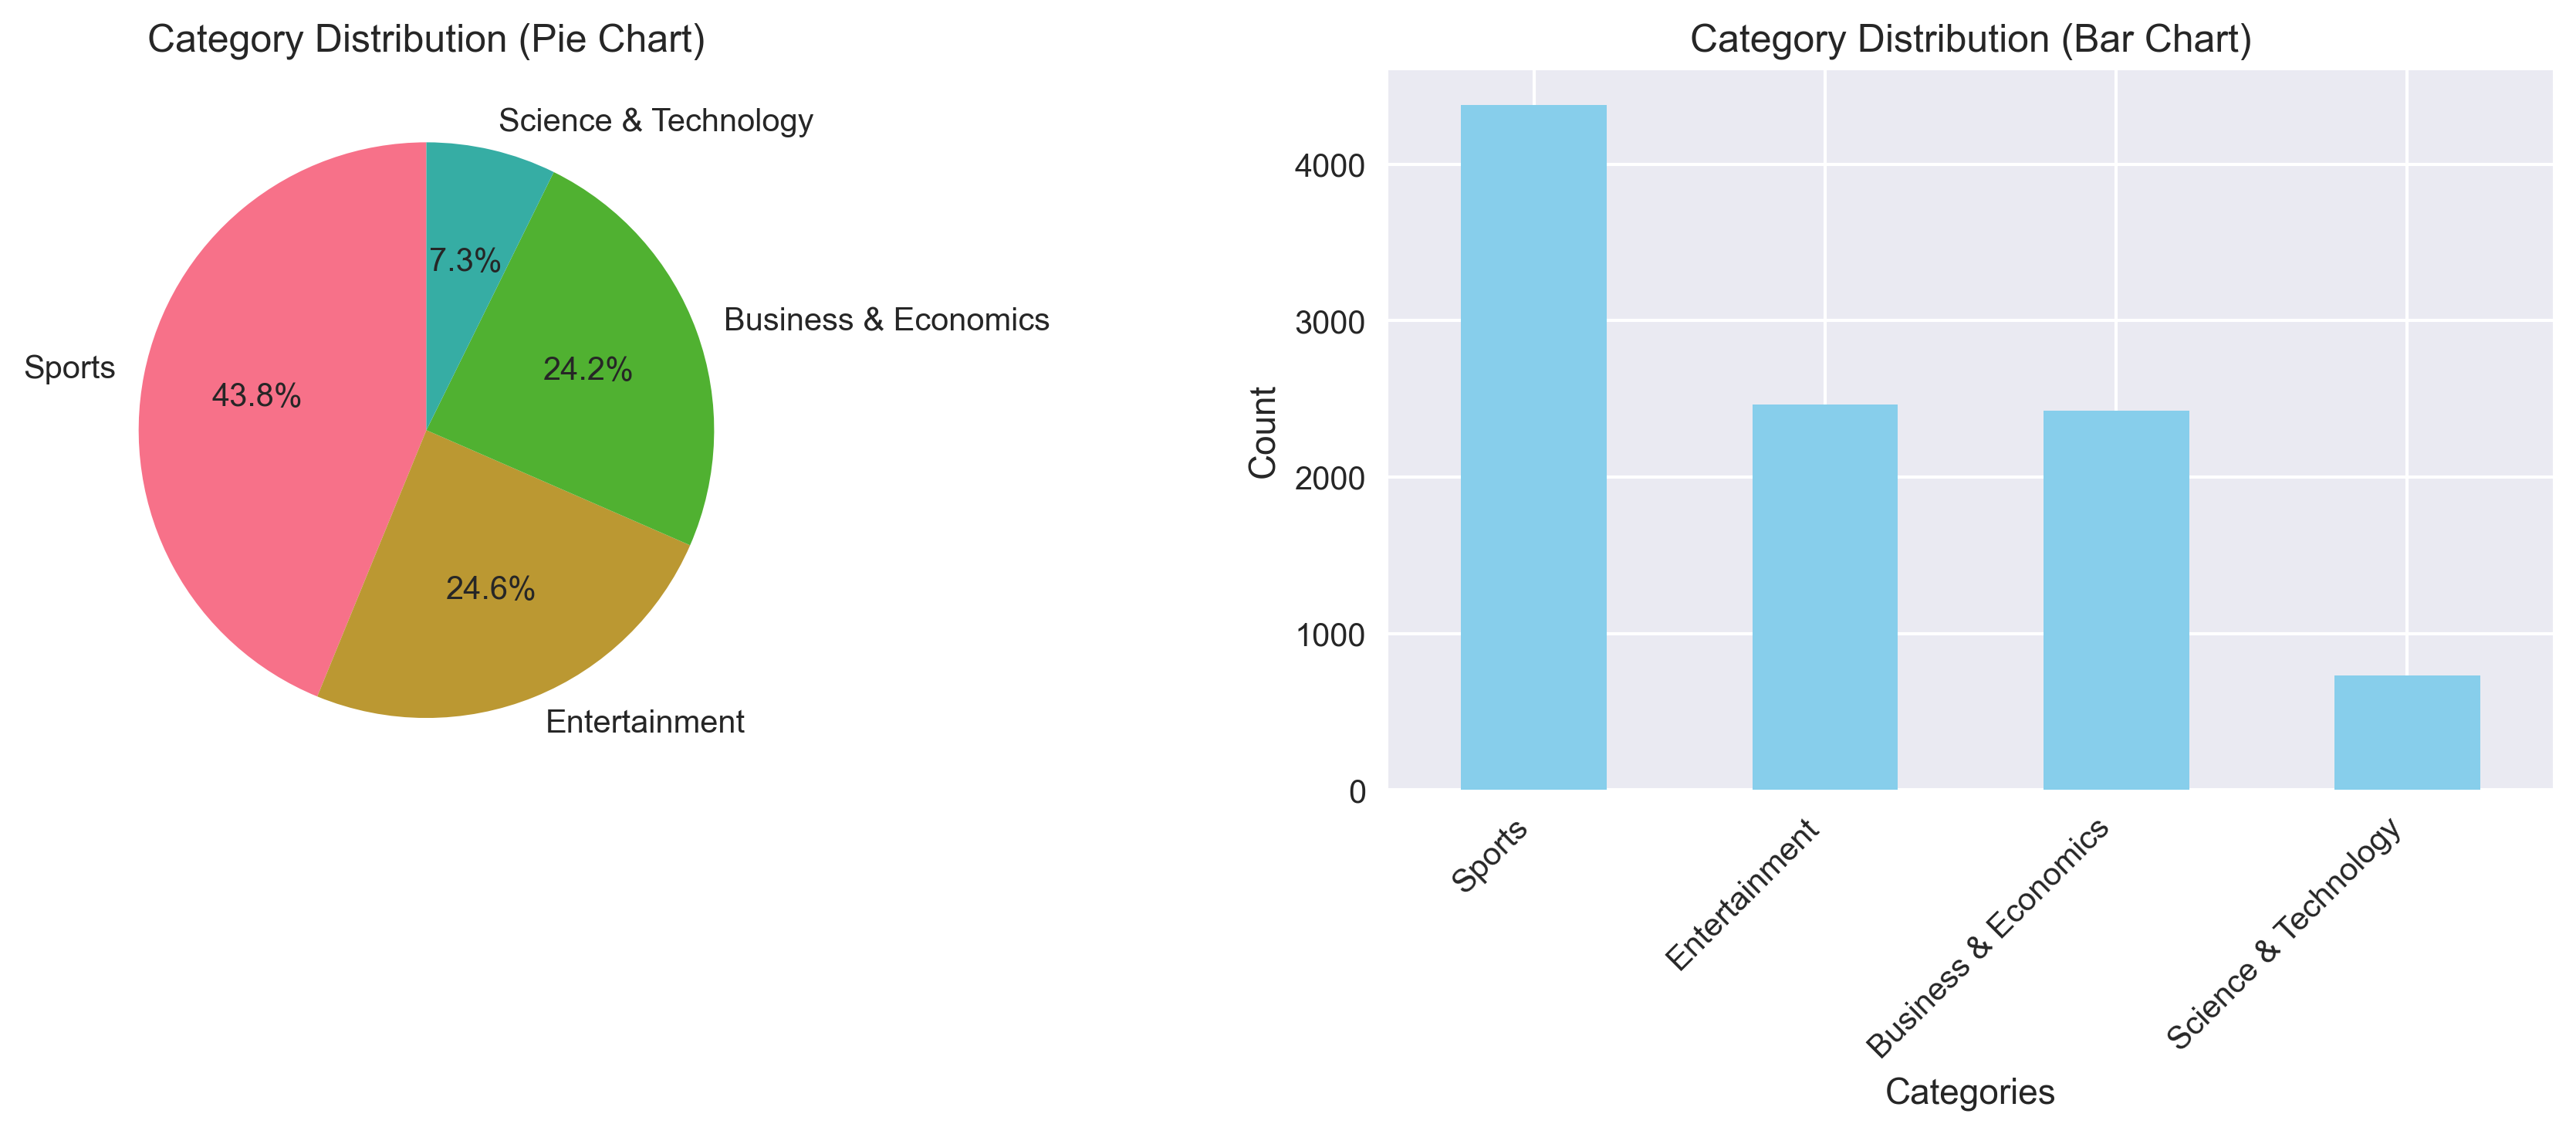 Category Distribution (Pie Chart)
Science & Technology
7.3%
Business & Economics
24.2%
Sports
43.8%
24.6%
Entertainment
Category Distribution (Bar Chart)
Count
4000
3000
2000
1000
0
Sports
Entertainment
Business & Economics
Science & Technology
Categories